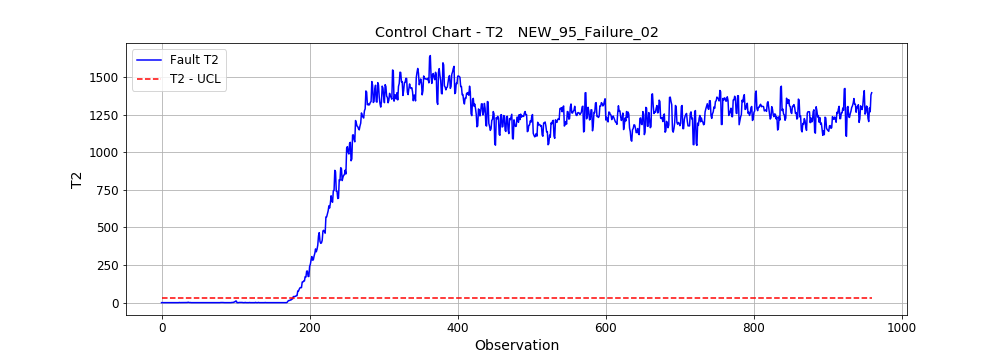 Control Chart - T2   NEW_95_Failure_02
Fault T2
T2 - UCL
T2
1500
1250
1000
750
500
250
0
0 200 400 600 800 1000
Observation